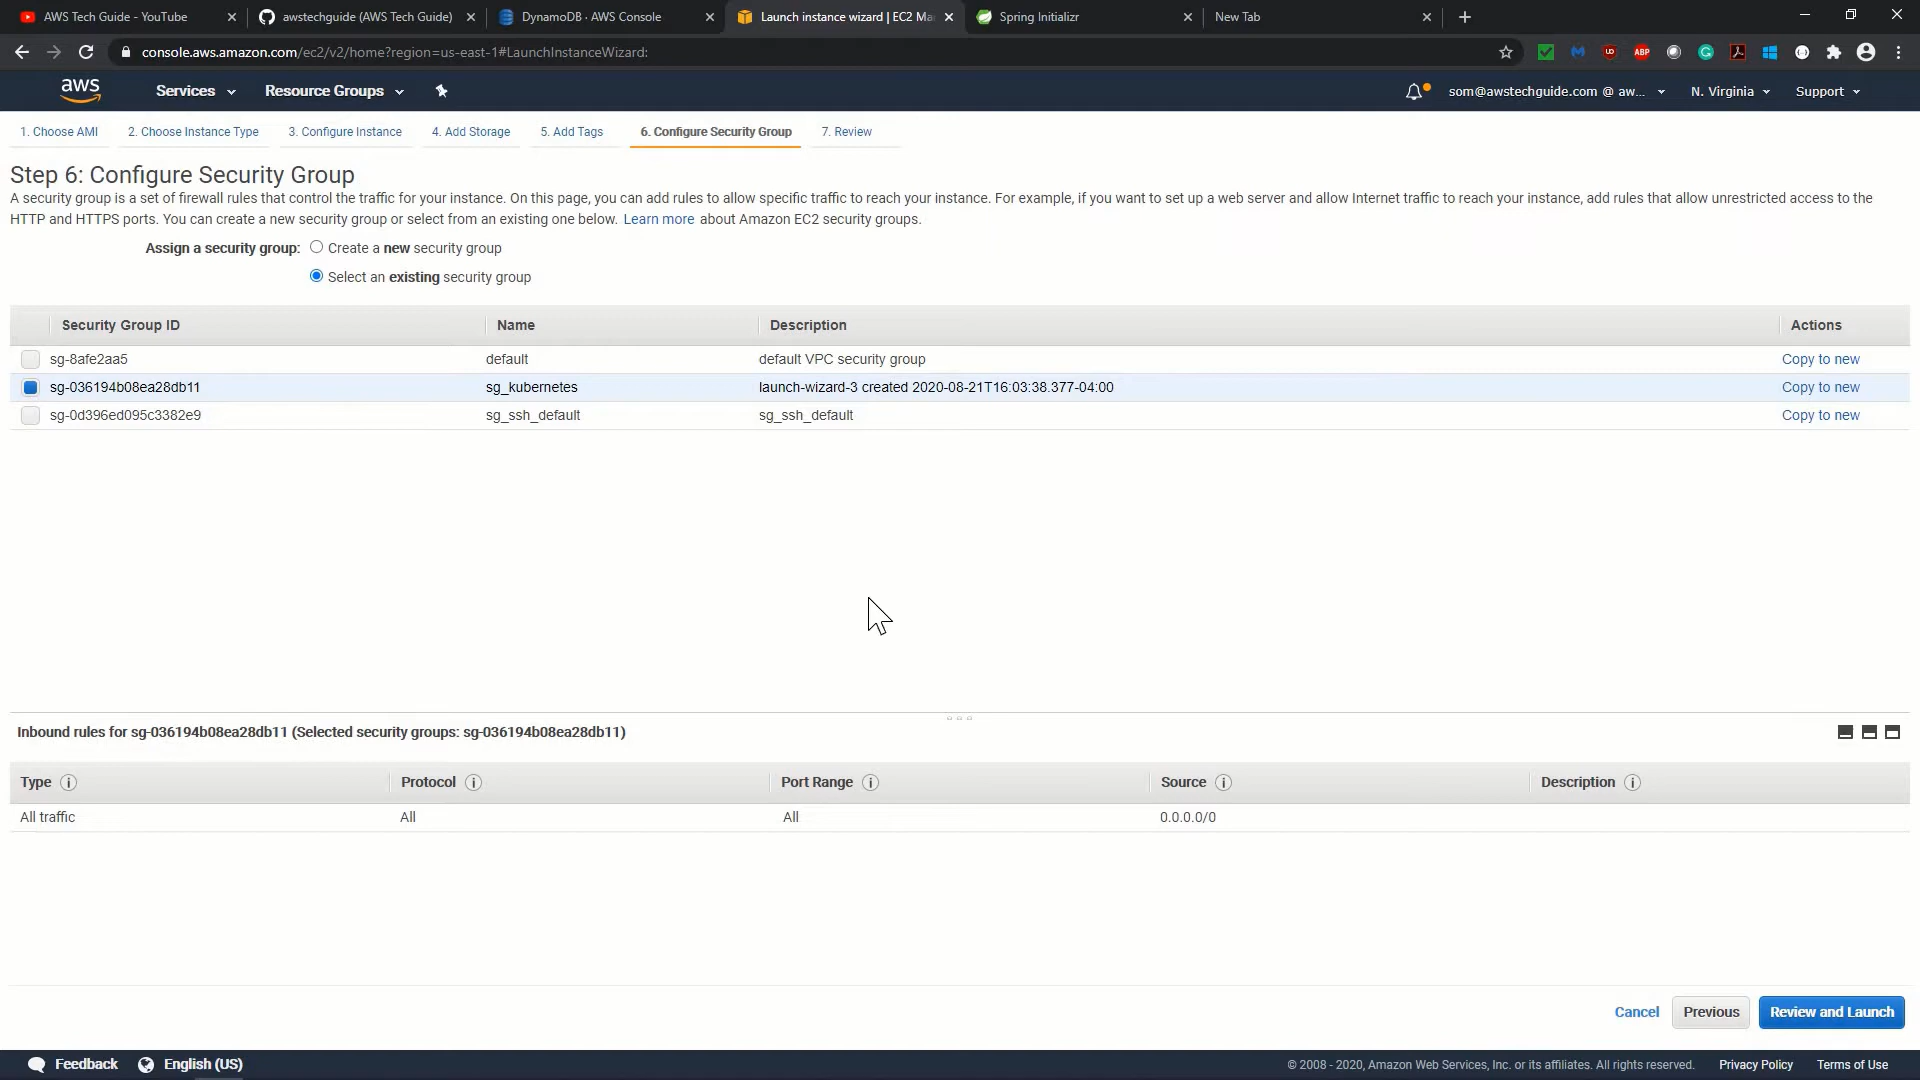 AWS Tech Guide - YouTube
awstechguide (AWS Tech Guide)
DynamoDB · AWS Console
Launch instance wizard | EC2 Ma
Spring Initializr
New Tab
console.aws.amazon.com/ec2/v2/home?region=us-east-1#LaunchInstanceWizard:
ABP
aws
Services
Resource Groups
som@awstechguide.com @ aw...
N. Virginia
Support
1. Choose AMI
2. Choose Instance Type
3. Configure Instance
4. Add Storage
5. Add Tags
6. Configure Security Group
7. Review
Step 6: Configure Security Group
A security group is a set of firewall rules that control the traffic for your instance. On this page, you can add rules to allow specific traffic to reach your instance. For example, if you want to set up a web server and allow Internet traffic to reach your instance, add rules that allow unrestricted access to the
HTTP and HTTPS ports. You can create a new security group or select from an existing one below. Learn more about Amazon EC2 security groups.
Assign a security group: Create a new security group
Select an existing security group
Security Group ID Name Description Actions
sg-8afe2aa5 default default VPC security group Copy to new
sg-036194b08ea28db11 sg_kubernetes launch-wizard-3 created 2020-08-21T16:03:38.377-04:00 Copy to new
sg-0d396ed095c3382e9 sg_ssh_default sg_ssh_default Copy to new
Inbound rules for sg-036194b08ea28db11 (Selected security groups: sg-036194b08ea28db11)
Type Protocol Port Range Source Description
All traffic All All 0.0.0.0/0
Cancel Previous Review and Launch
Feedback English (US) © 2008 - 2020, Amazon Web Services, Inc. or its affiliates. All rights reserved. Privacy Policy Terms of Use